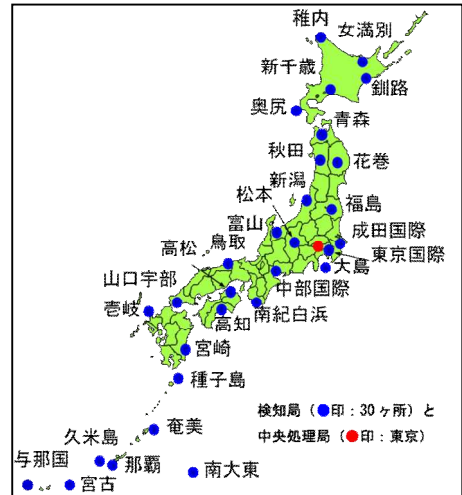 稚内
女満別
新千歳
釧路
奥尻
青森
秋田
花巻
新潟
松本
福島
富山
成田国際
高松
鳥取
東京国際
大島
山口宇部
中部国際
壱岐
高知
南紀白浜
宮崎
種子島
検知局（●印：30ヶ所）と
中央処理局（●印：東京）
奄美
久米島
与那国
那覇
南大東
宮古